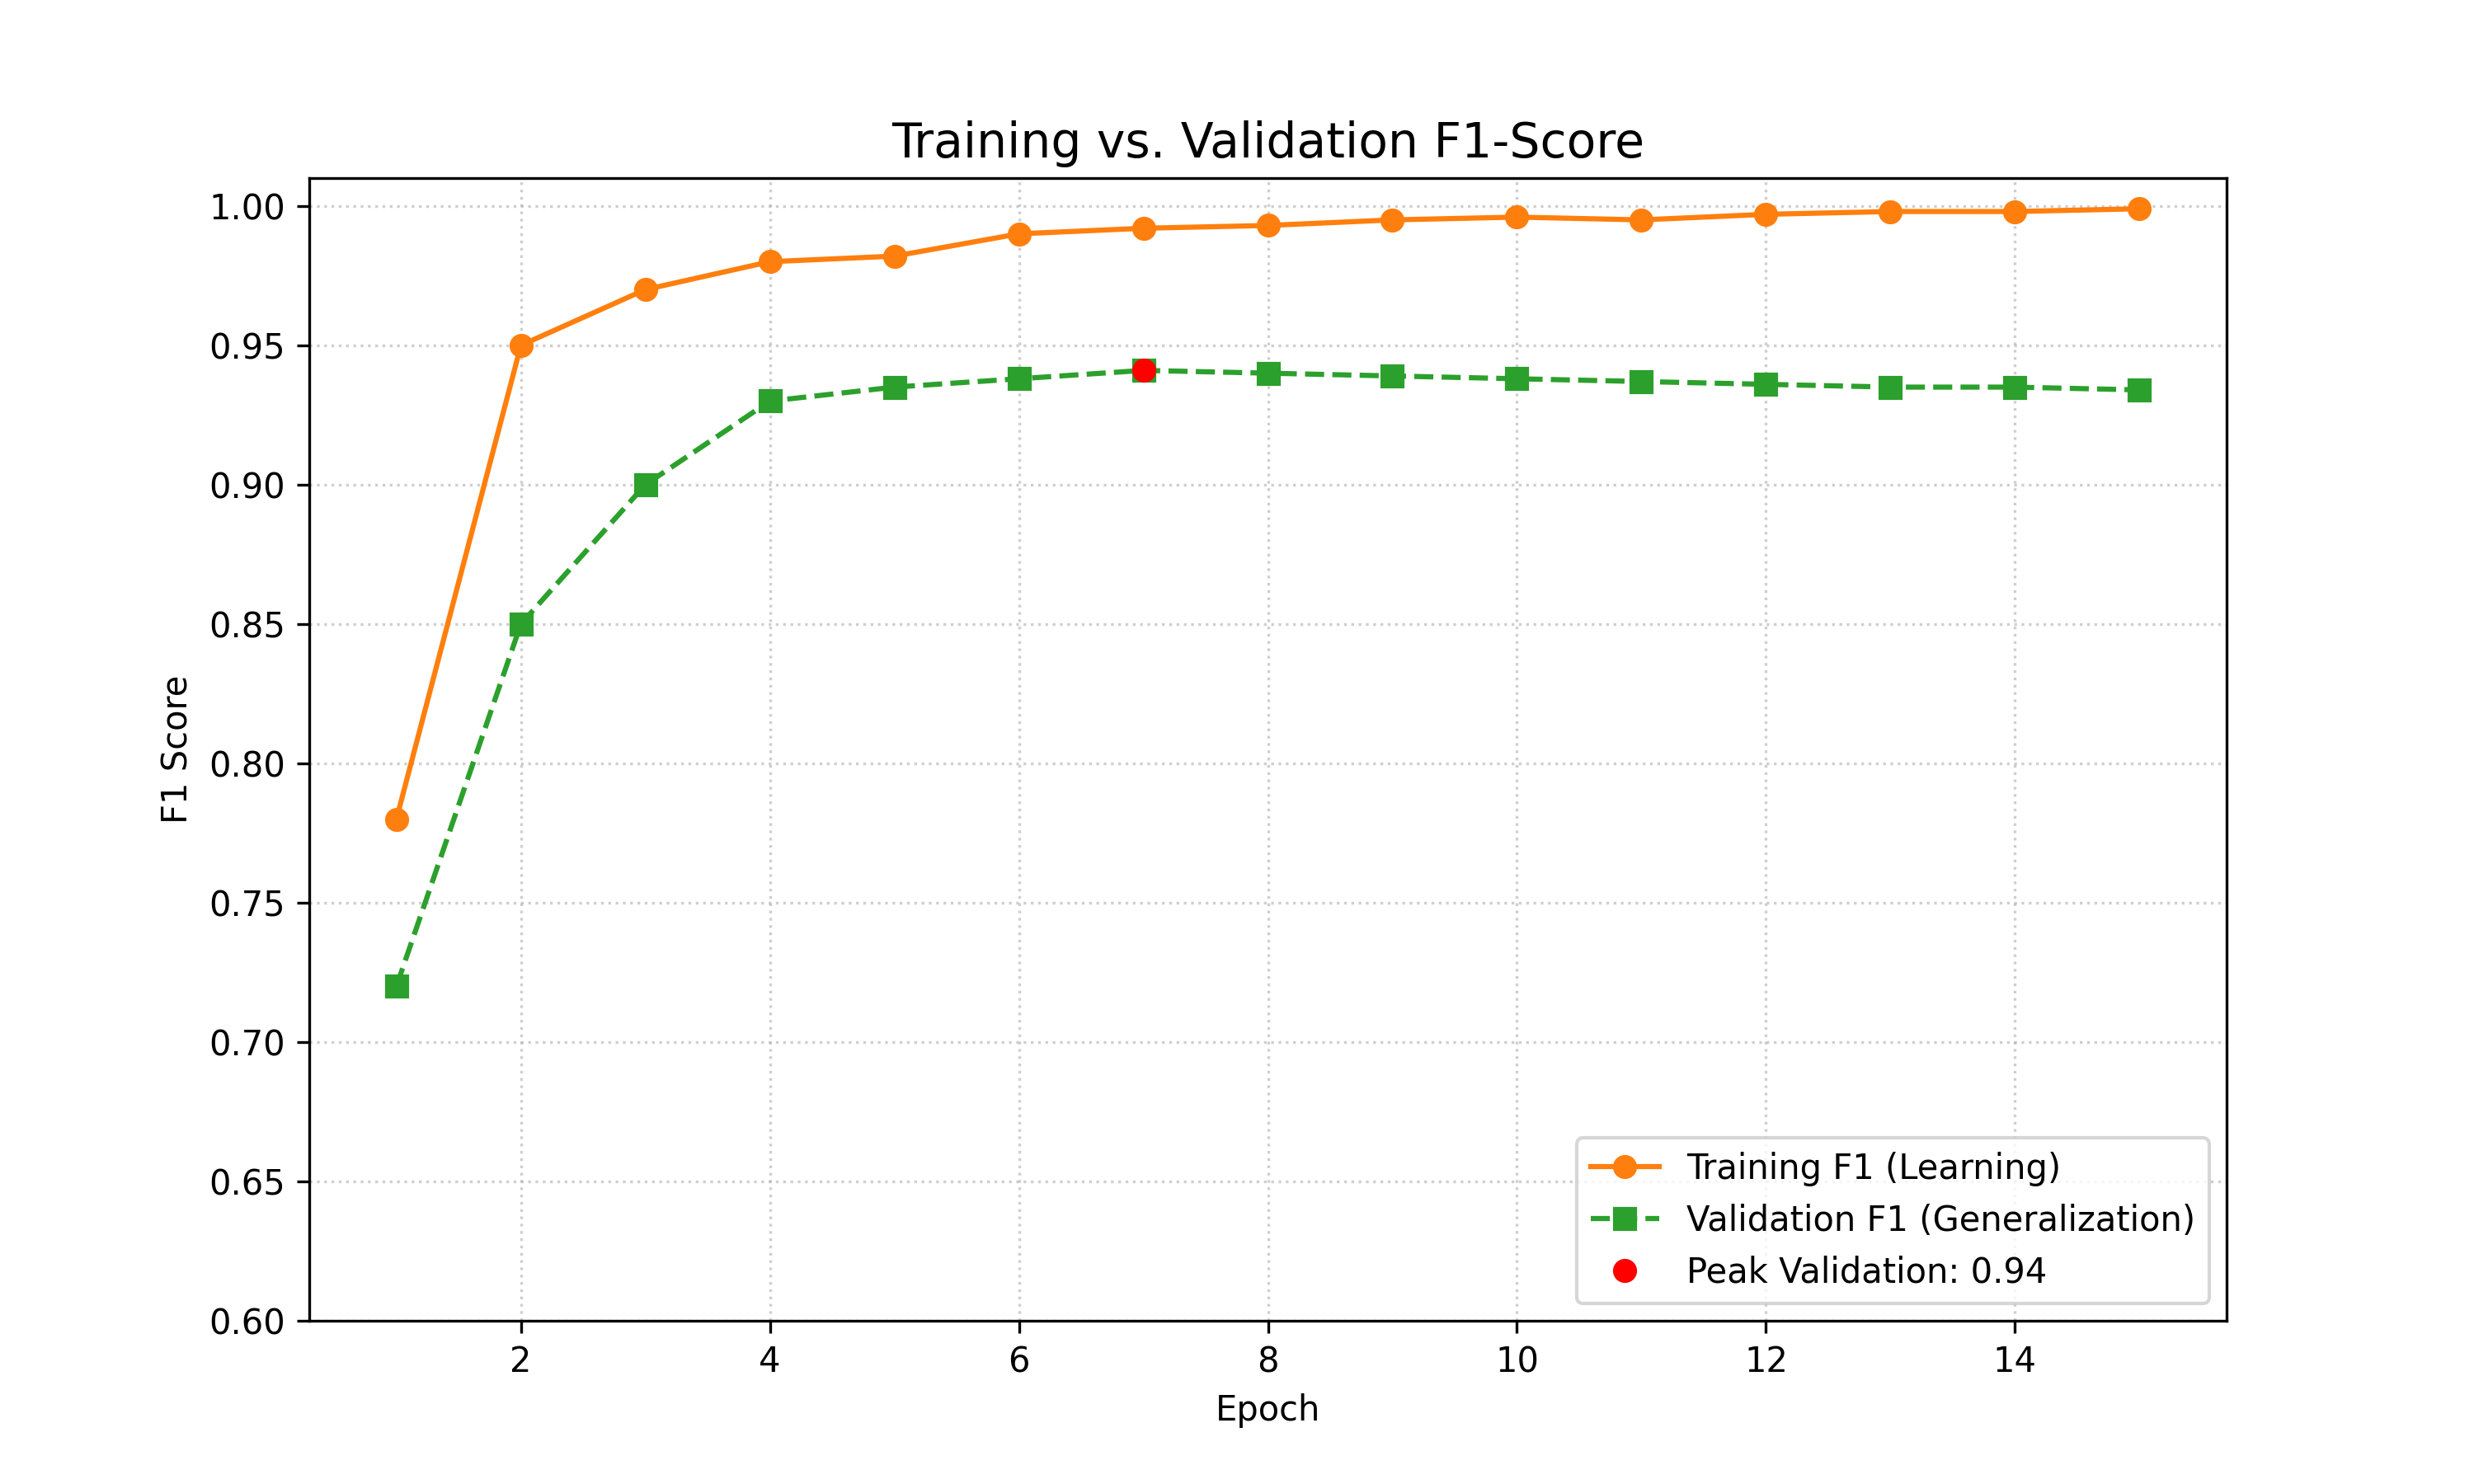 Training vs. Validation F1-Score
1.00
0.95
0.90
0.85
0.80
0.75
0.70
0.65
0.60
F1 Score
2 4 6 8 10 12 14
Epoch
Training F1 (Learning)
Validation F1 (Generalization)
Peak Validation: 0.94